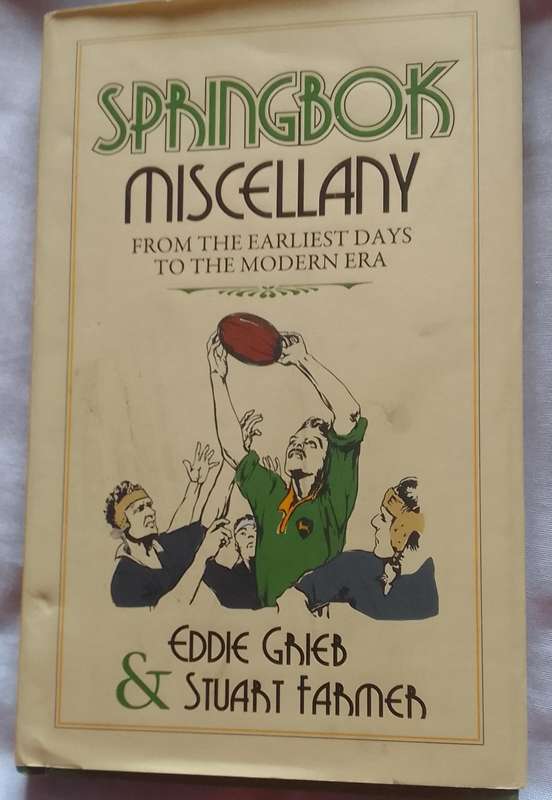 SPRINGBOK
MISCELLANY
FROM THE EARLIEST DAYS
TO THE MODERN ERA
EDDIE GRIEB
& STUART FARMER